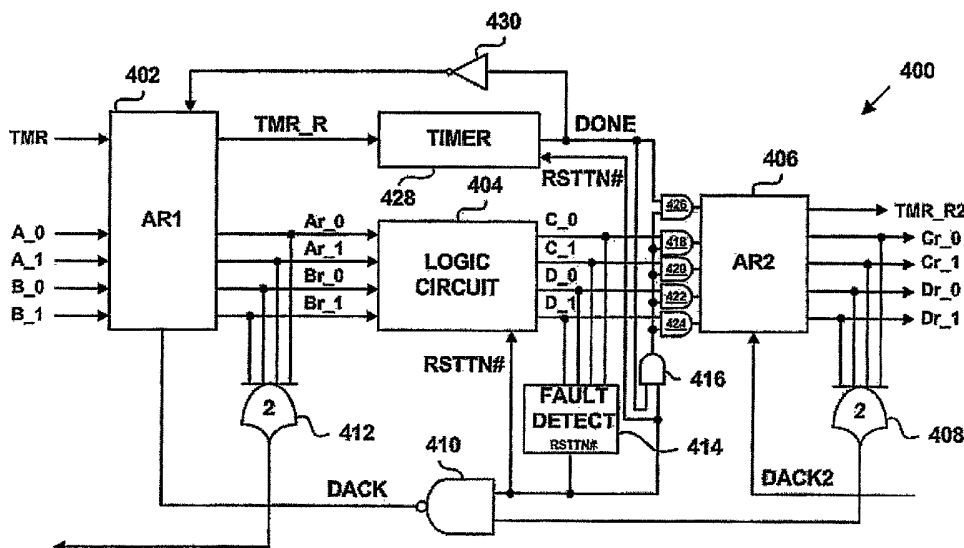 430
402
400
TMR
TMR_R
TIMER
DONE
RSTTN#
428
404
406
AR1
426
TMR_R2
A_0
Ar_0
C_0
418
Cr_0
A_1
Ar_1
LOGIC
CIRCUIT
C_1
420
AR2
Cr_1
B_0
Br_0
D_0
422
Dr_0
B_1
Br_1
D_1
424
Dr_1
RSTTN#
416
2
412
FAULT
DETECT
RSTTN#
414
2
408
410
DACK
DACK2